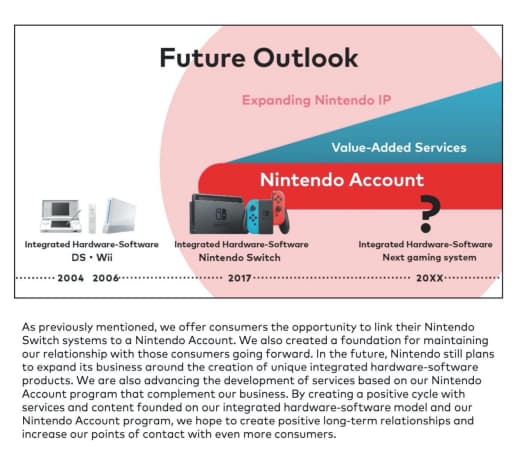 Future Outlook
Expanding Nintendo IP
Value-Added Services
Nintendo Account
?
Integrated Hardware-Software
DS・Wii
Integrated Hardware-Software
Nintendo Switch
Integrated Hardware-Software
Next gaming system
2004 2006 2017 20XX
As previously mentioned, we offer consumers the opportunity to link their Nintendo
Switch systems to a Nintendo Account. We also created a foundation for maintaining
our relationship with those consumers going forward. In the future, Nintendo still plans
to expand its business around the creation of unique integrated hardware-software
products. We are also advancing the development of services based on our Nintendo
Account program that complement our business. By creating a positive cycle with
services and content founded on our integrated hardware-software model and our
Nintendo Account program, we hope to create positive long-term relationships and
increase our points of contact with even more consumers.